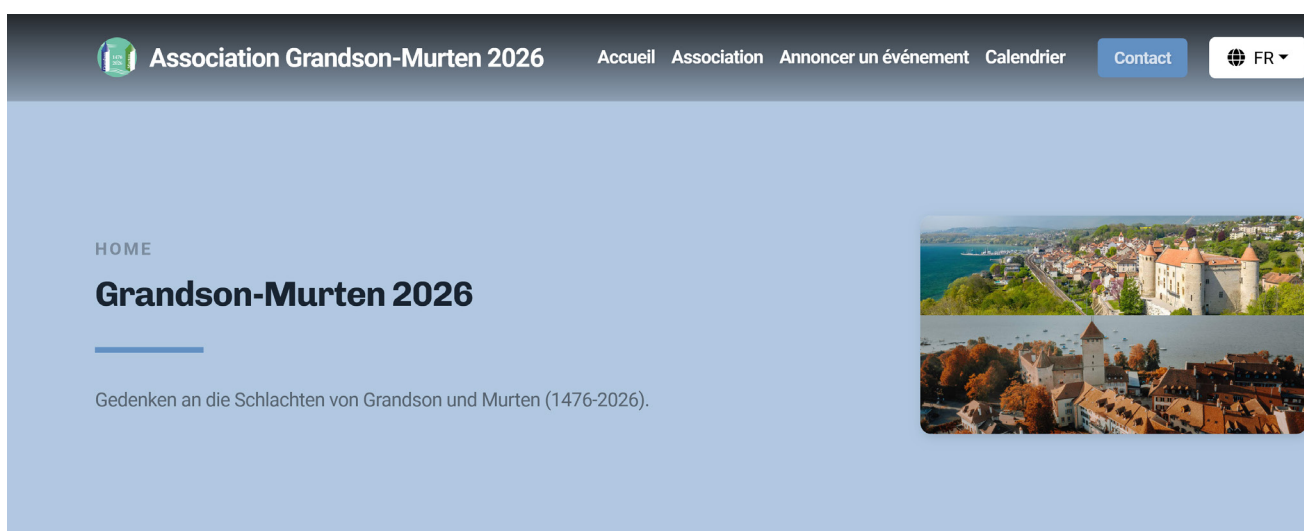 Association Grandson-Murten 2026
Accueil Association Annoncer un événement Calendrier Contact FR
HOME
Grandson-Murten 2026
Gedenken an die Schlachten von Grandson und Murten (1476-2026).